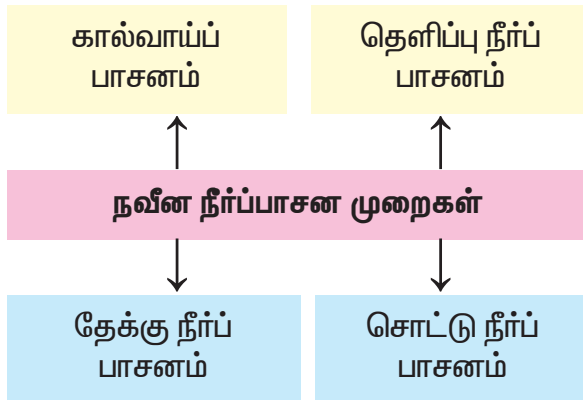 கால்வாய்ப்
பாசனம்
தெளிப்பு நீர்ப்
பாசனம்
நவீன நீர்ப்பாசன முறைகள்
தேக்கு நீர்ப்
பாசனம்
சொட்டு நீர்ப்
பாசனம்